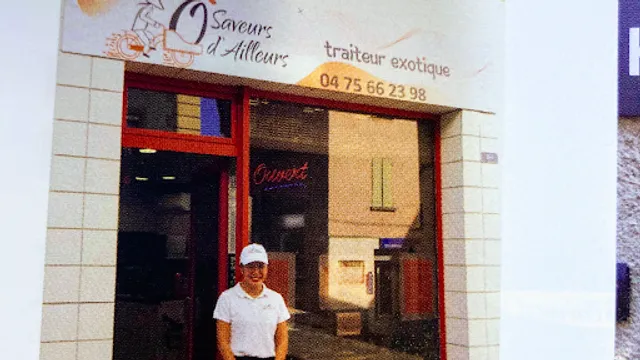 Ô Saveurs
d'Ailleurs
traiteur exotique
04 75 66 23 98
Ouvert